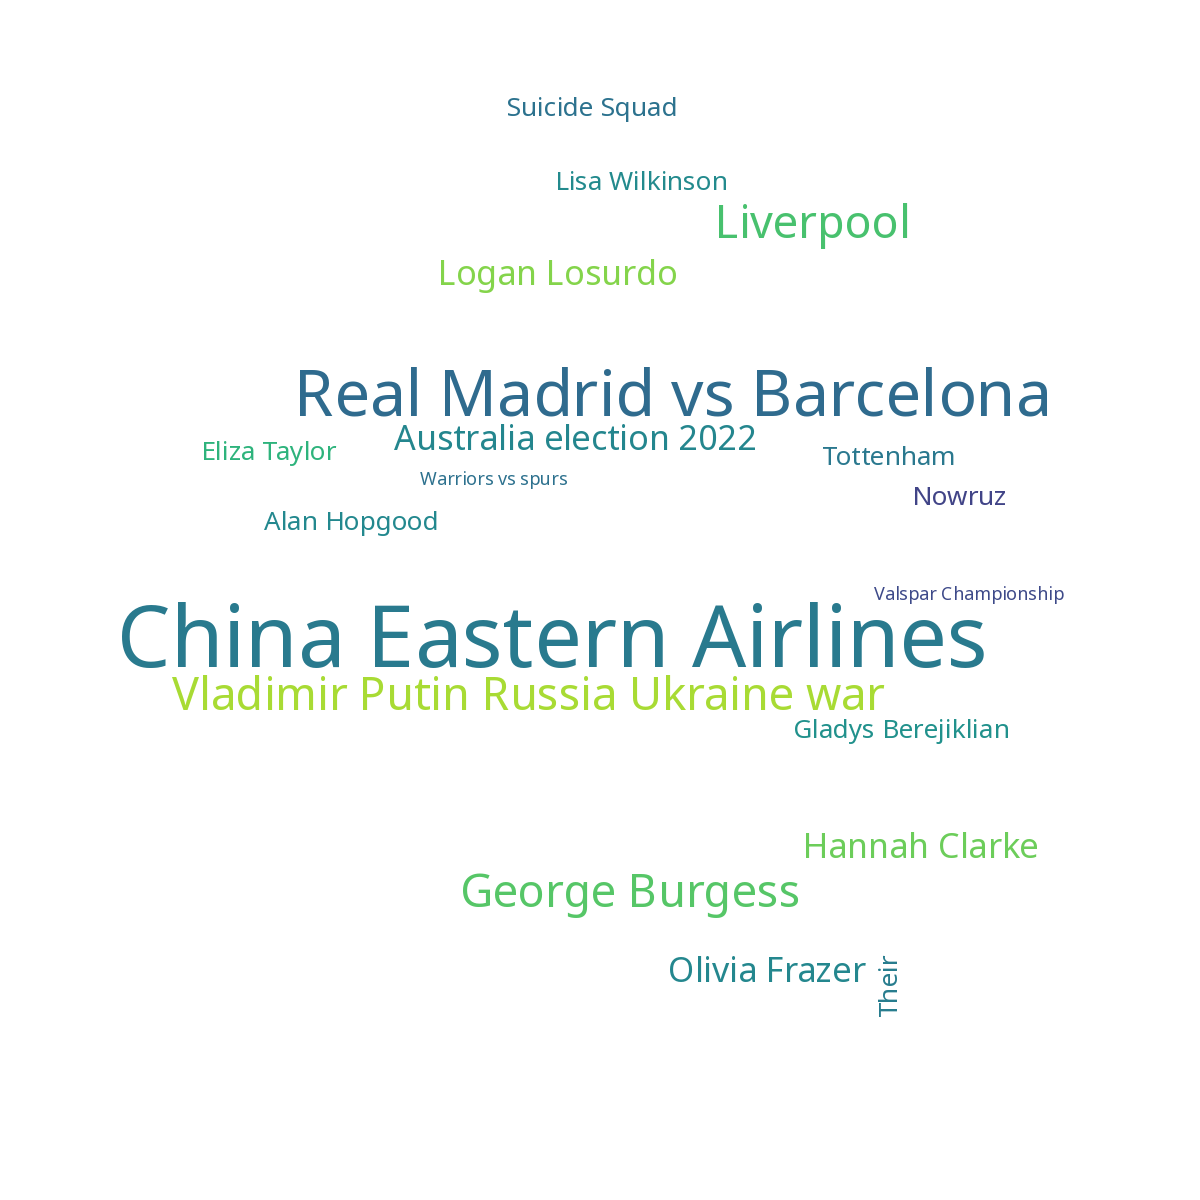 Suicide Squad
Lisa Wilkinson
Liverpool
Logan Losurdo
Real Madrid vs Barcelona
Australia election 2022
Eliza Taylor
Tottenham
Warriors vs spurs
Nowruz
Alan Hopgood
Valspar Championship
China Eastern Airlines
Vladimir Putin Russia Ukraine war
Gladys Berejiklian
Hannah Clarke
George Burgess
Olivia Frazer
Their